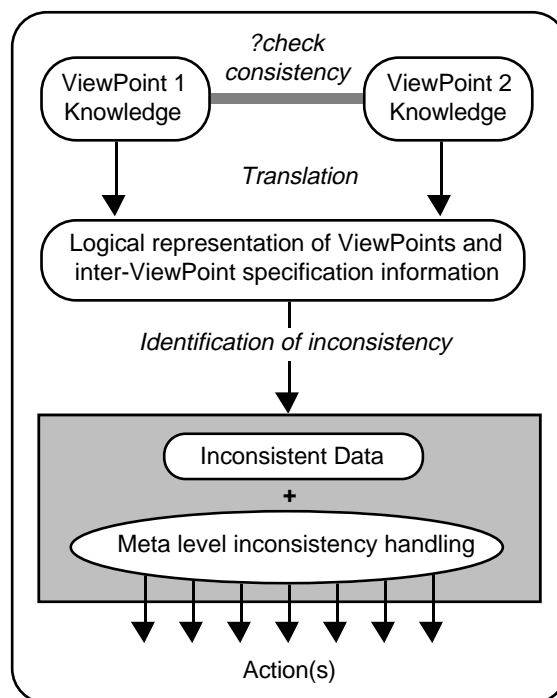 ?check
consistency
ViewPoint 1
Knowledge
ViewPoint 2
Knowledge
Translation
Logical representation of ViewPoints and
inter-ViewPoint specification information
Identification of inconsistency
Inconsistent Data
+
Meta level inconsistency handling
Action(s)